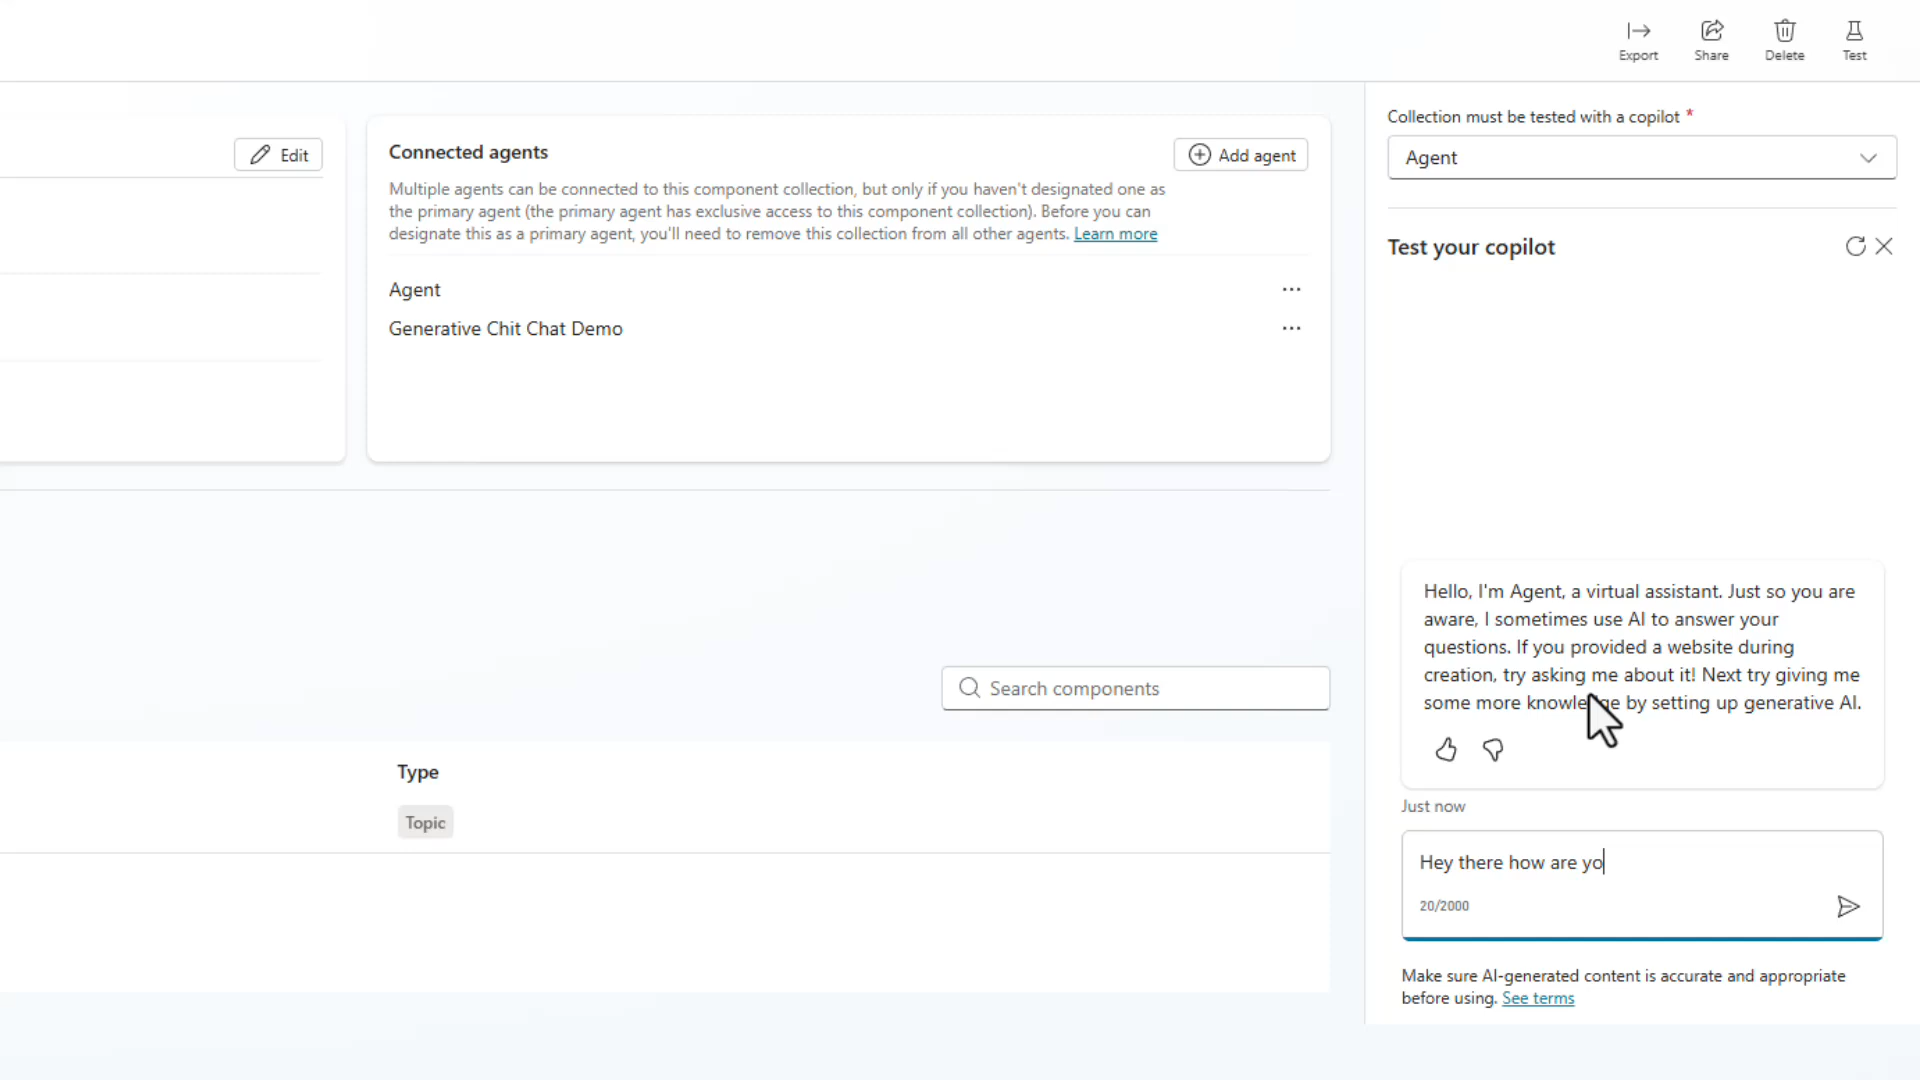 Export
Share
Delete
Test
Edit
Connected agents
Add agent
Multiple agents can be connected to this component collection, but only if you haven't designated one as
the primary agent (the primary agent has exclusive access to this component collection). Before you can
designate this as a primary agent, you'll need to remove this collection from all other agents. Learn more
Agent
...
Generative Chit Chat Demo
...
Search components
Type
Topic
Collection must be tested with a copilot *
Agent
Test your copilot
Hello, I'm Agent, a virtual assistant. Just so you are
aware, I sometimes use AI to answer your
questions. If you provided a website during
creation, try asking me about it! Next try giving me
some more knowledge by setting up generative AI.
Just now
Hey there how are yo
20/2000
Make sure AI-generated content is accurate and appropriate
before using. See terms